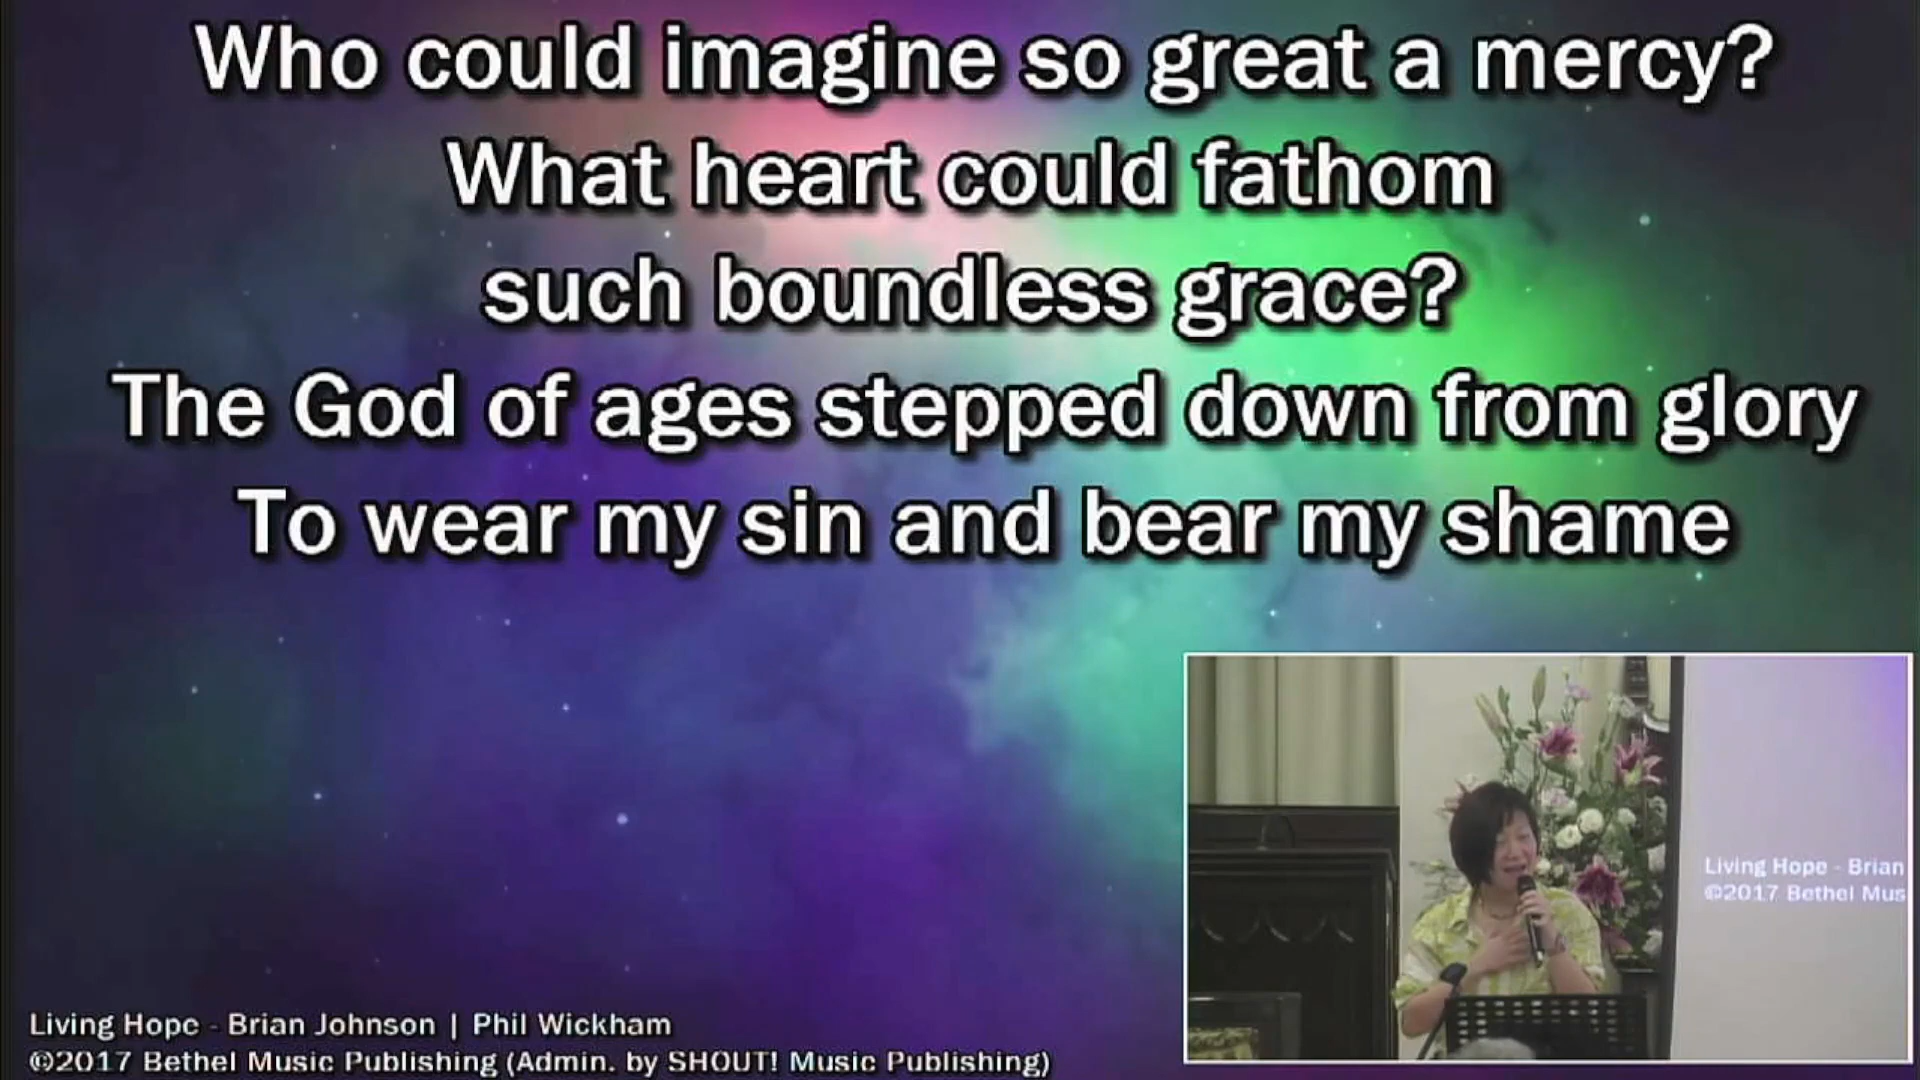 Who could imagine so great a mercy?
What heart could fathom
such boundless grace?
The God of ages stepped down from glory
To wear my sin and bear my shame
Living Hope - Brian
©2017 Bethel Mus
Living Hope - Brian Johnson | Phil Wickham
©2017 Bethel Music Publishing (Admin. by SHOUT! Music Publishing)